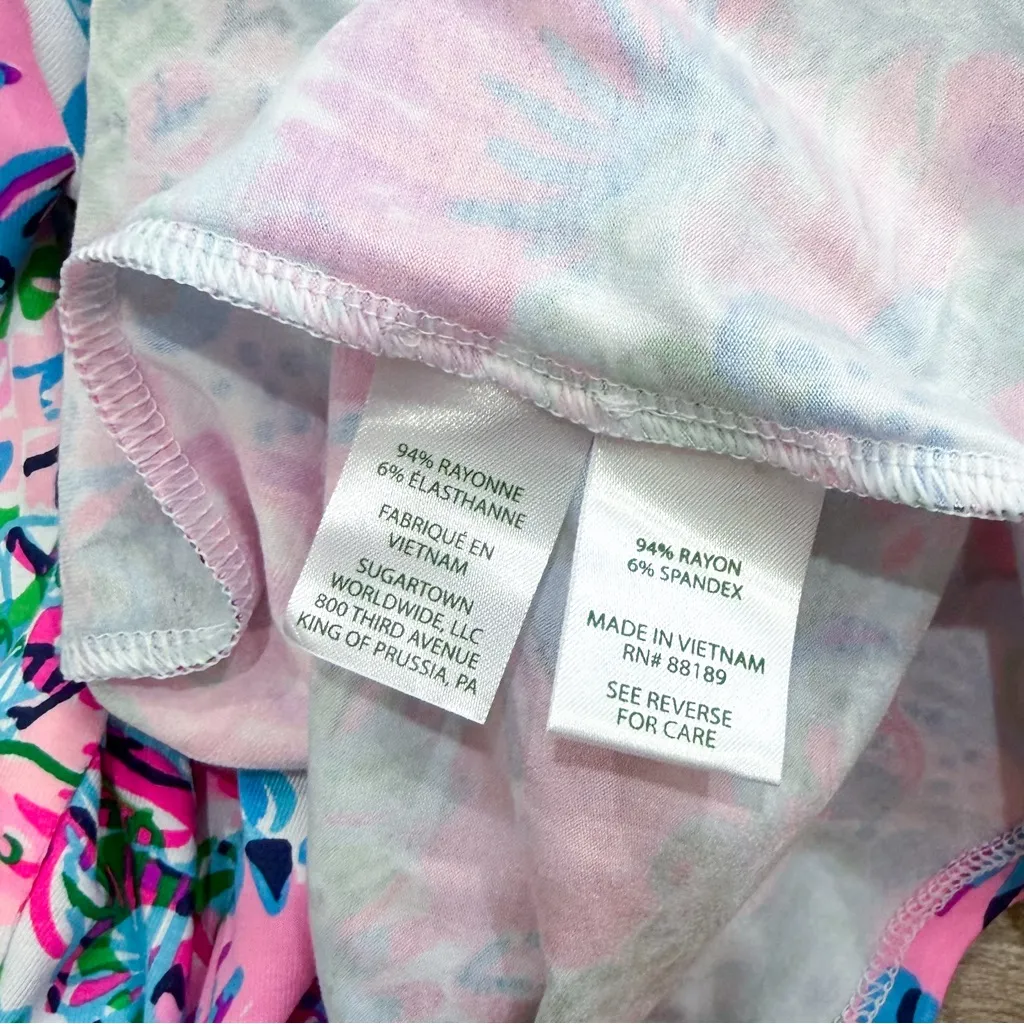 94% RAYONNE
6% ÉLASTHANNE
FABRIQUÉ EN
VIETNAM
SUGARTOWN
WORLDWIDE, LLC
800 THIRD AVENUE
KING OF PRUSSIA, PA
94% RAYON
6% SPANDEX
MADE IN VIETNAM
RN# 88189
SEE REVERSE
FOR CARE